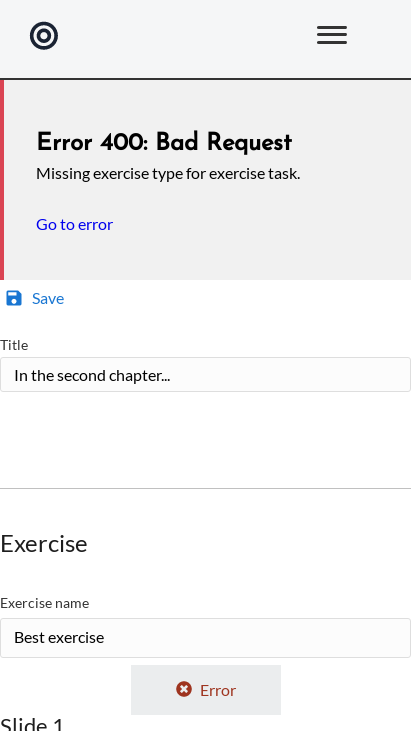 Error 400: Bad Request
Missing exercise type for exercise task.
Go to error
Save
Title
In the second chapter...
Exercise
Exercise name
Best exercise
Error
Slide 1